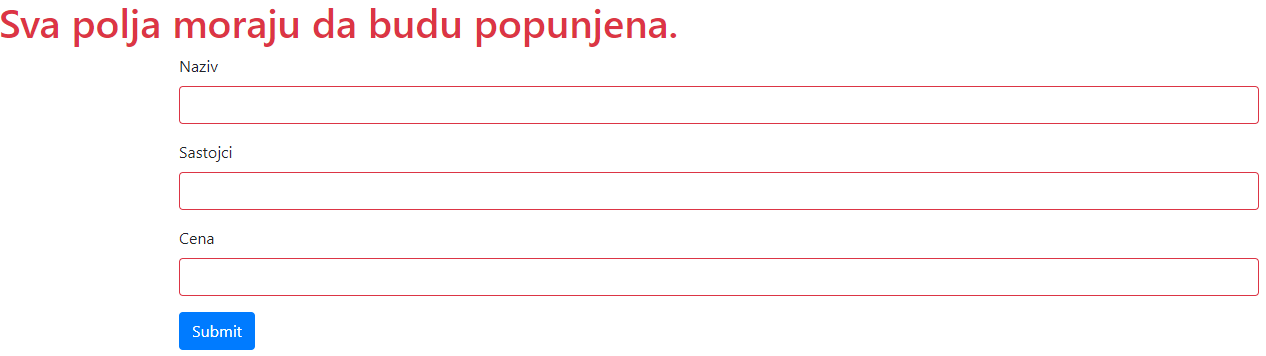 Sva polja moraju da budu popunjena.
Naziv
Sastojci
Cena
Submit